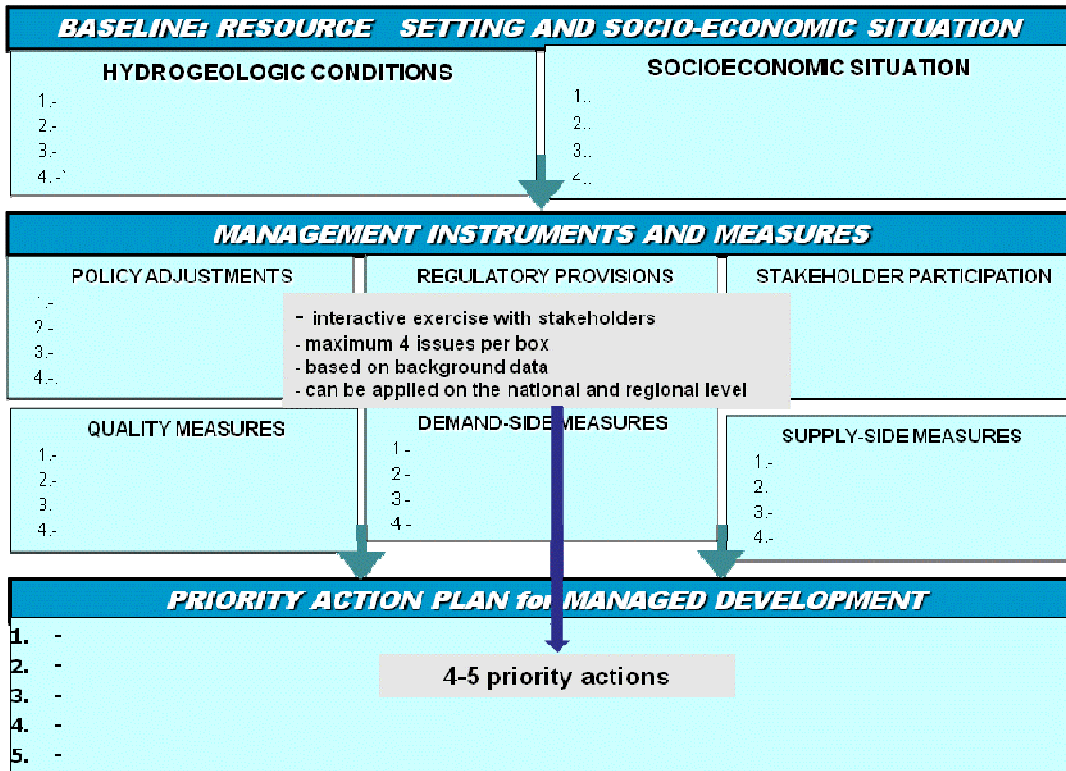 BASELINE: RESOURCE SETTING AND SOCIO-ECONOMIC SITUATION
HYDROGEOLOGIC CONDITIONS
1.-
2.-
3.-
4.-`
SOCIOECONOMIC SITUATION
1..
2..
3..
4..
MANAGEMENT INSTRUMENTS AND MEASURES
POLICY ADJUSTMENTS
1.-
2.-
3.-
4.-.
REGULATORY PROVISIONS
STAKEHOLDER PARTICIPATION
- interactive exercise with stakeholders
- maximum 4 issues per box
- based on background data
- can be applied on the national and regional level
QUALITY MEASURES
1.-
2.-
3.
4.-
DEMAND-SIDE MEASURES
1 -
2 -
3 -
4 -
SUPPLY-SIDE MEASURES
1.-
2.
3.-
4.-
PRIORITY ACTION PLAN for MANAGED DEVELOPMENT
1. -
2. -
3. -
4. -
5. -
4-5 priority actions